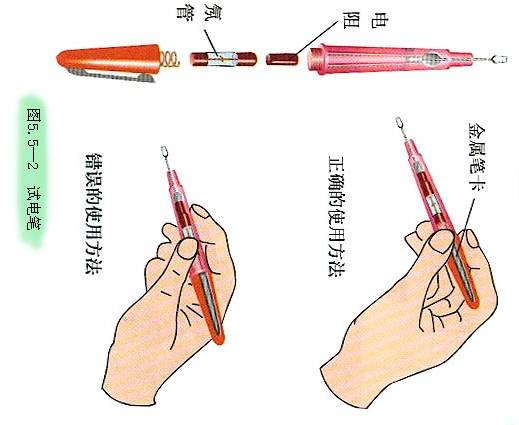 氖管
电阻
金属笔卡
正确的使用方法
错误的使用方法
图5.5—2 试电笔